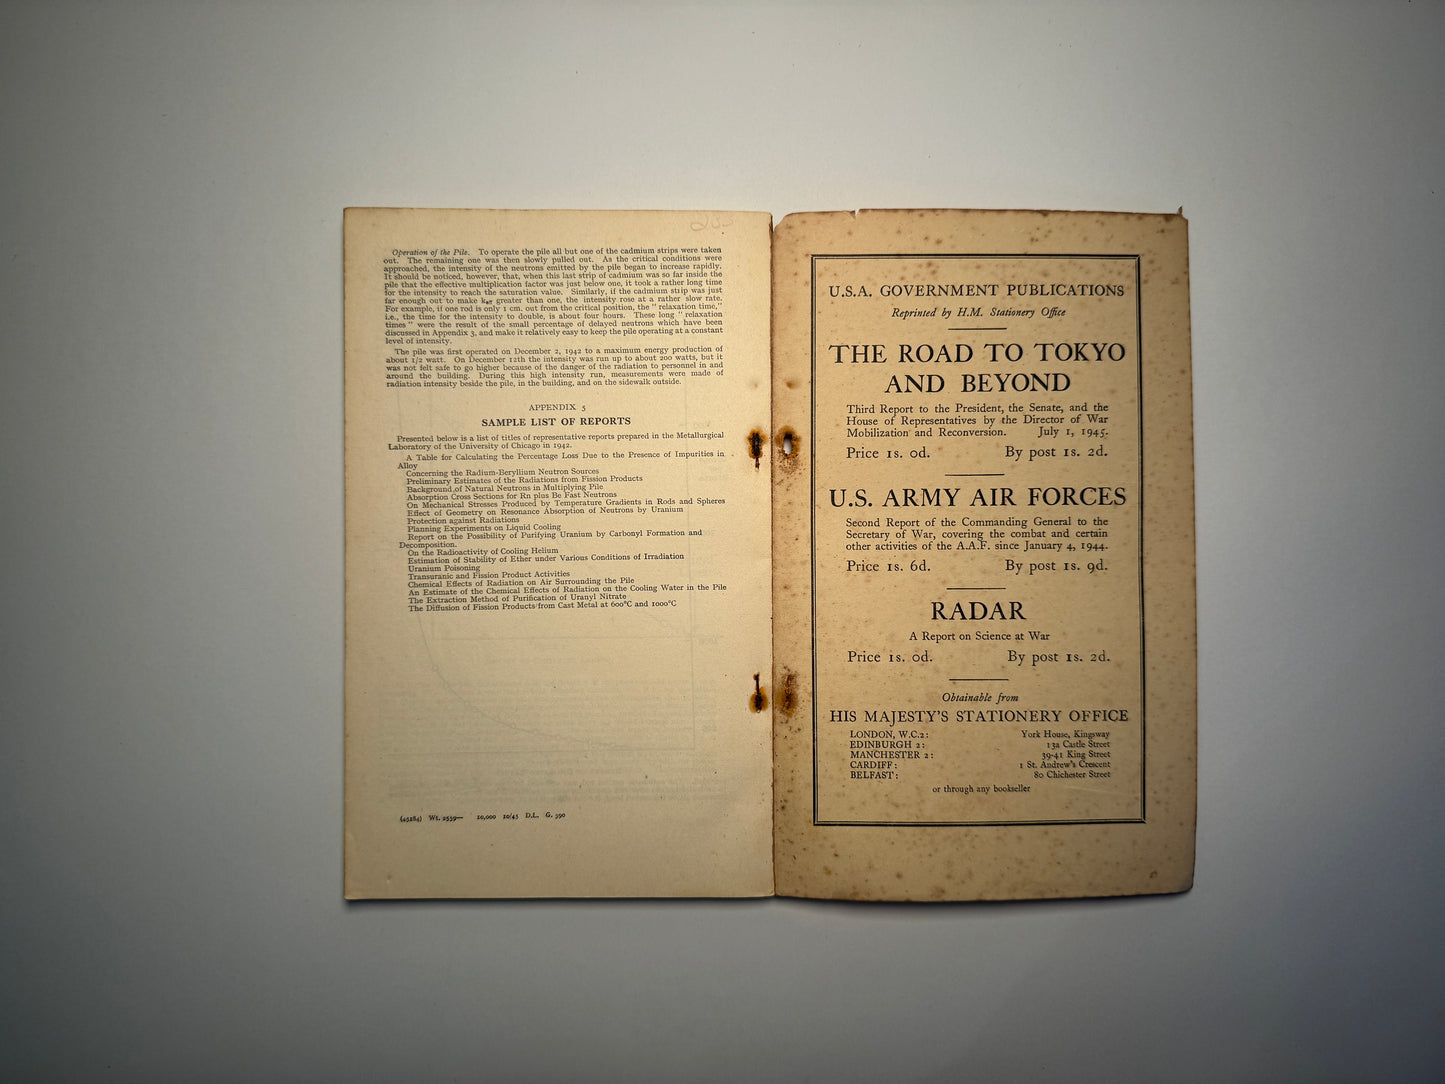 Operation of the Pile. To operate the pile all but one of the cadmium strips were taken
out. The remaining one was then slowly pulled out. As the critical conditions were
approached, the intensity of the neutrons emitted by the pile began to increase rapidly.
It should be noticed, however, that, when this last strip of cadmium was so far inside the
pile that the effective multiplication factor was just below one, it took a rather long time
for the intensity to reach the saturation value. Similarly, if the cadmium strip was just
far enough out to make keff greater than one, the intensity rose at a rather slow rate.
For example, if one rod is only 1 cm. out from the critical position, the " relaxation time,"
i.e., the time for the intensity to double, is about four hours. These long " relaxation
times " were the result of the small percentage of delayed neutrons which have been
discussed in Appendix 3, and make it relatively easy to keep the pile operating at a constant
level of intensity.
The pile was first operated on December 2, 1942 to a maximum energy production of
about 1/2 watt. On December 12th the intensity was run up to about 200 watts, but it
was not felt safe to go higher because of the danger of the radiation to personnel in and
around the building. During this high intensity run, measurements were made of
radiation intensity beside the pile, in the building, and on the sidewalk outside.
APPENDIX 5
SAMPLE LIST OF REPORTS
Presented below is a list of titles of representative reports prepared in the Metallurgical
Laboratory of the University of Chicago in 1942.
A Table for Calculating the Percentage Loss Due to the Presence of Impurities in
Alloy
Concerning the Radium-Beryllium Neutron Sources
Preliminary Estimates of the Radiations from Fission Products
Background of Natural Neutrons in Multiplying Pile
Absorption Cross Sections for Rn plus Be Fast Neutrons
On Mechanical Stresses Produced by Temperature Gradients in Rods and Spheres
Effect of Geometry on Resonance Absorption of Neutrons by Uranium
Protection against Radiations
Planning Experiments on Liquid Cooling
Report on the Possibility of Purifying Uranium by Carbonyl Formation and
Decomposition.
On the Radioactivity of Cooling Helium
Estimation of Stability of Ether under Various Conditions of Irradiation
Uranium Poisoning
Transuranic and Fission Product Activities
Chemical Effects of Radiation on Air Surrounding the Pile
An Estimate of the Chemical Effects of Radiation on the Cooling Water in the Pile
The Extraction Method of Purification of Uranyl Nitrate
The Diffusion of Fission Products from Cast Metal at 600°C and 1000°C
(45284) Wt. 2559— 10,000 10/45 D.L. G. 390
U.S.A. GOVERNMENT PUBLICATIONS
Reprinted by H.M. Stationery Office
THE ROAD TO TOKYO
AND BEYOND
Third Report to the President, the Senate, and the
House of Representatives by the Director of War
Mobilization and Reconversion. July 1, 1945.
Price 1s. 0d. By post 1s. 2d.
U.S. ARMY AIR FORCES
Second Report of the Commanding General to the
Secretary of War, covering the combat and certain
other activities of the A.A.F. since January 4, 1944.
Price 1s. 6d. By post 1s. 9d.
RADAR
A Report on Science at War
Price 1s. 0d. By post 1s. 2d.
Obtainable from
HIS MAJESTY'S STATIONERY OFFICE
LONDON, W.C.2: York House, Kingsway
EDINBURGH 2: 13a Castle Street
MANCHESTER 2: 39-41 King Street
CARDIFF: 1 St. Andrew's Crescent
BELFAST: 80 Chichester Street
or through any bookseller